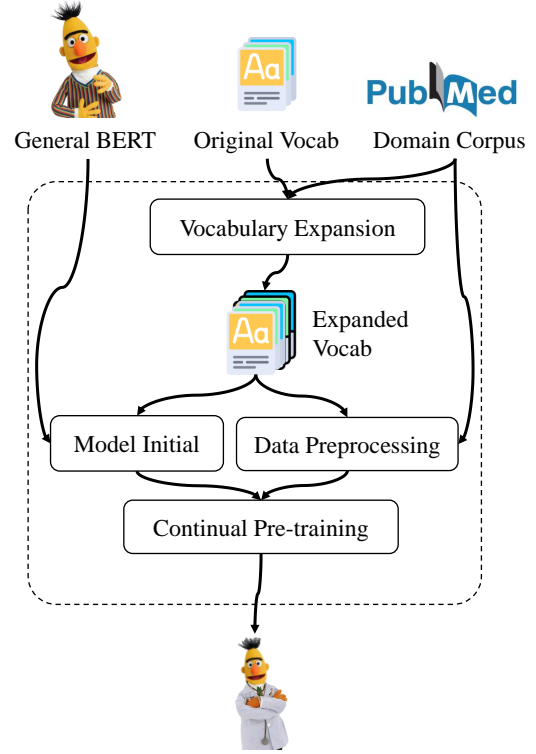 PubMed
General BERT
Original Vocab
Domain Corpus
Vocabulary Expansion
Aa
Aa
Expanded
Vocab
Model Initial
Data Preprocessing
Continual Pre-training